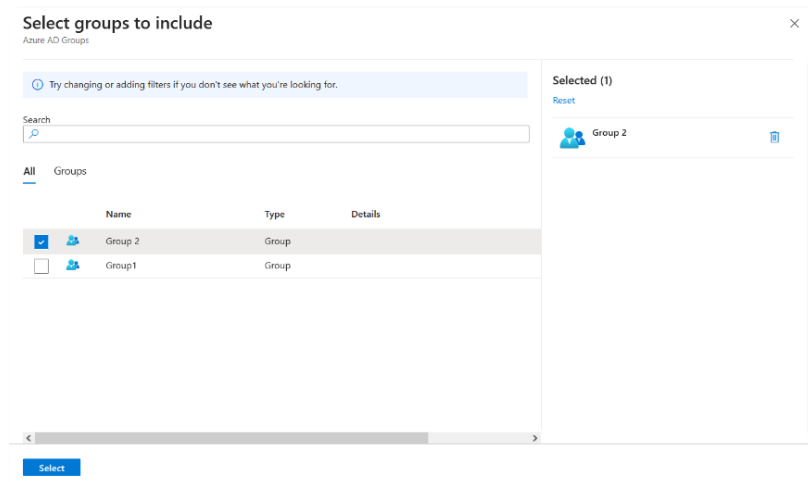 Select groups to include
Azure AD Groups
Try changing or adding filters if you don't see what you're looking for.
Search
All Groups
Name Type Details
Group 2 Group
Group1 Group
Selected (1)
Reset
Group 2
Select